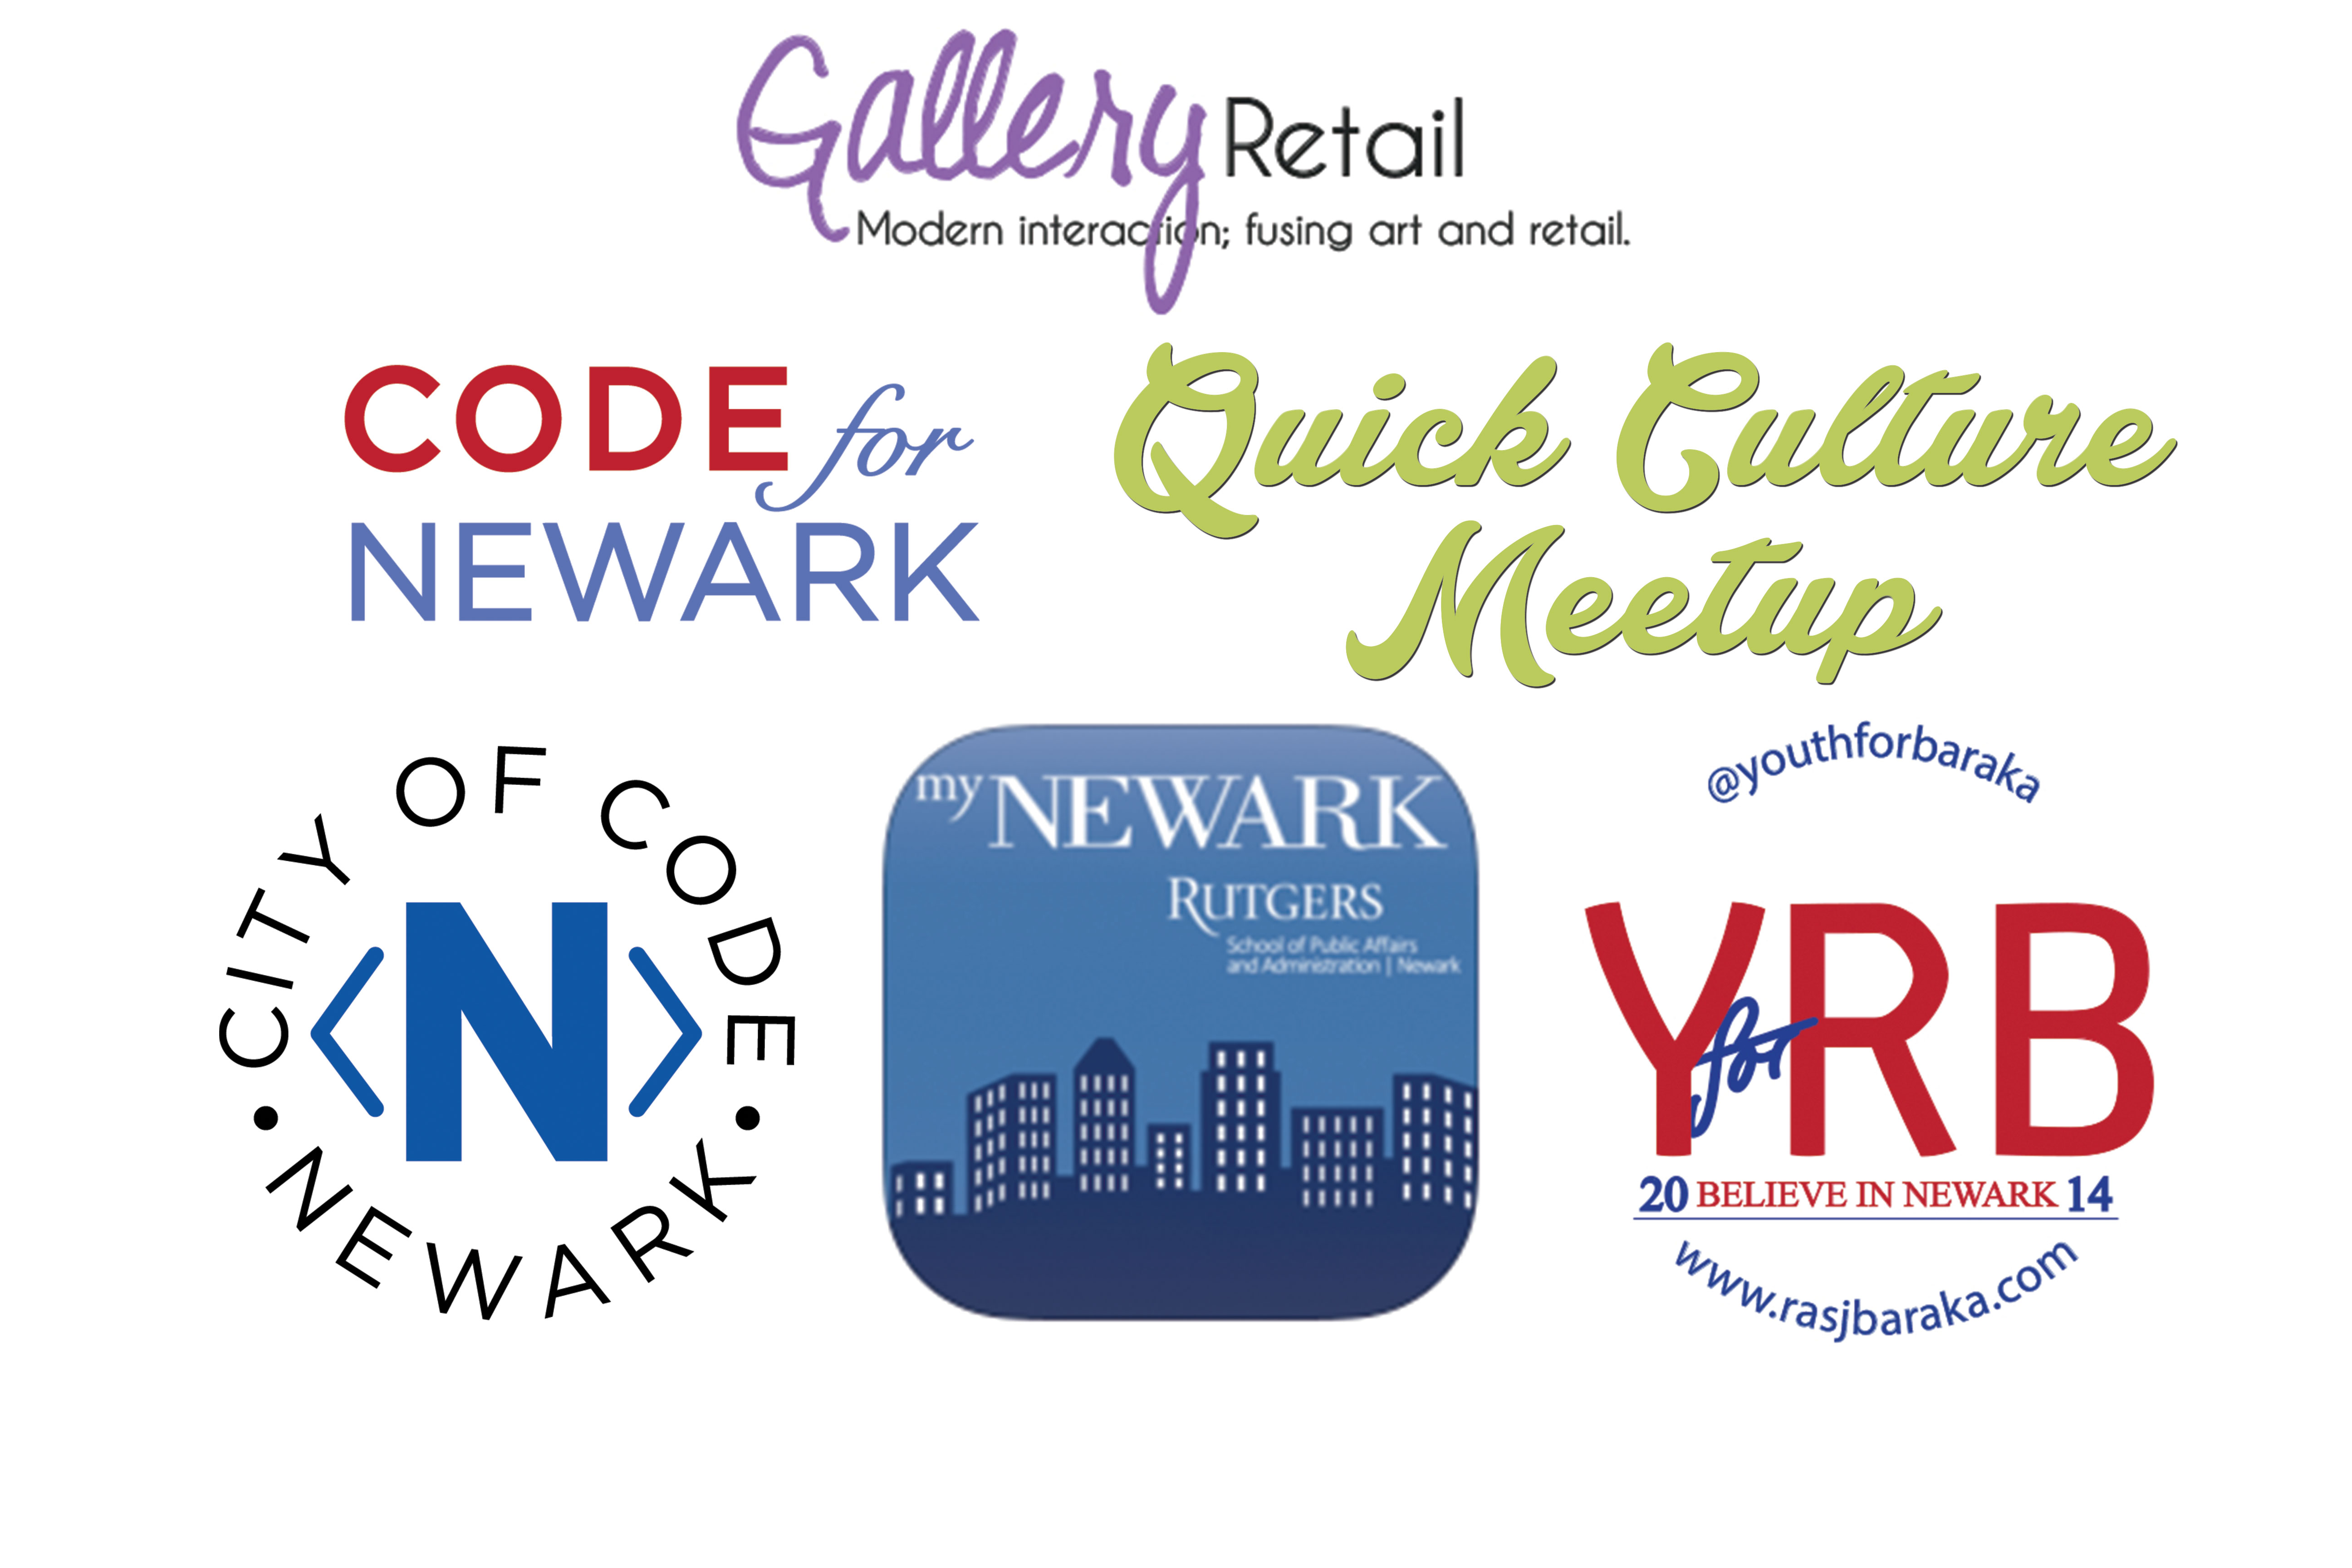 Gallery Retail
Modern interaction; fusing art and retail.
CODE for
NEWARK
Quick Culture
Meetup
CITY OF CODE
N
• NEWARK •
my NEWARK
RUTGERS
School of Public Affairs
and Administration | Newark
@youthforbaraka
Y for RB
20 BELIEVE IN NEWARK 14
www.rasjbaraka.com